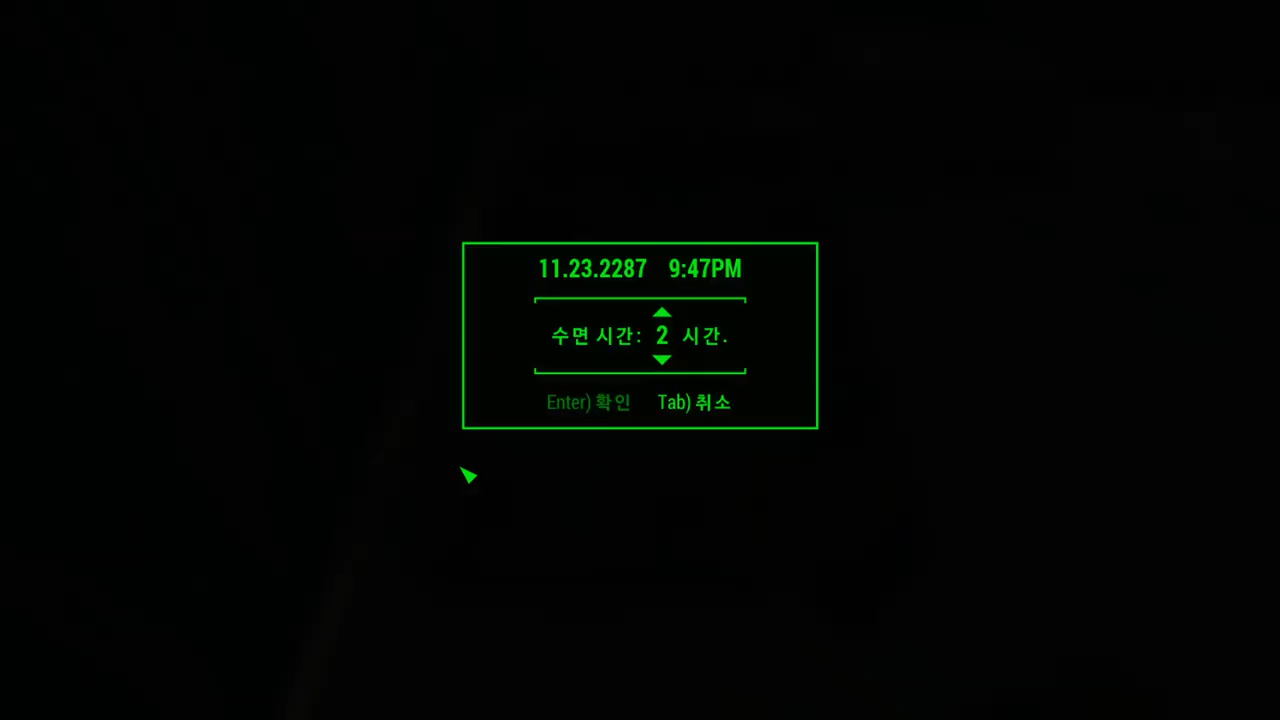 11.23.2287 9:47PM
수면 시간: 2 시간.
Enter) 확인 Tab) 취소